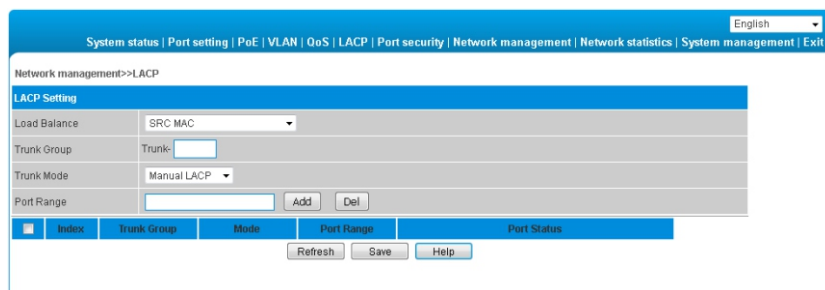 English
System status | Port setting | PoE | VLAN | QoS | LACP | Port security | Network management | Network statistics | System management | Exit
Network management>>LACP
LACP Setting
Load Balance SRC MAC
Trunk Group Trunk-
Trunk Mode Manual LACP
Port Range Add Del
Index Trunk Group Mode Port Range Port Status
Refresh Save Help